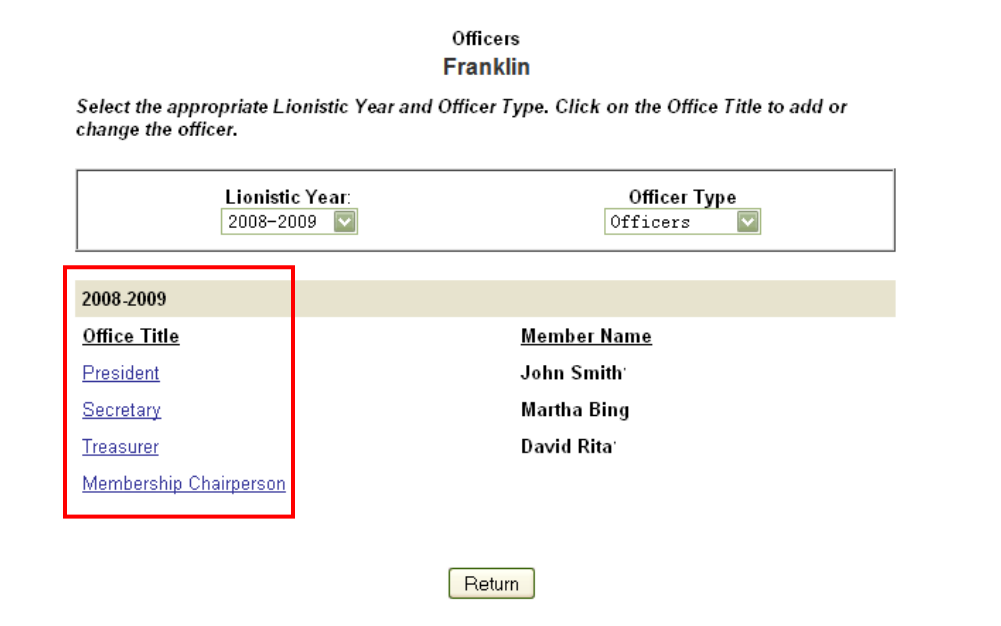 Officers
Franklin
Select the appropriate Lionistic Year and Officer Type. Click on the Office Title to add or
change the officer.
Lionistic Year: Officer Type
2008-2009 Officers
2008-2009
Office Title Member Name
President John Smith
Secretary Martha Bing
Treasurer David Rita
Membership Chairperson
Return